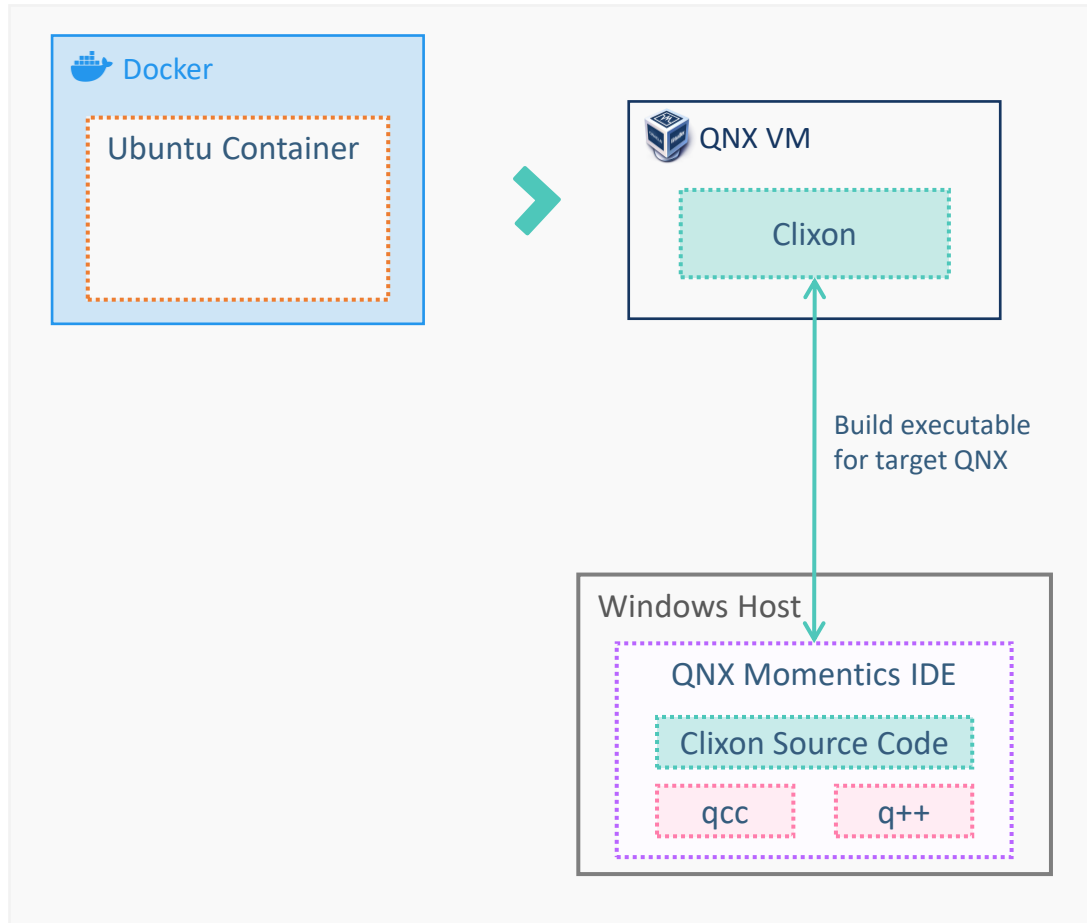 Docker
Ubuntu Container
QNX VM
Clixon
Build executable
for target QNX
Windows Host
QNX Momentics IDE
Clixon Source Code
qcc
q++